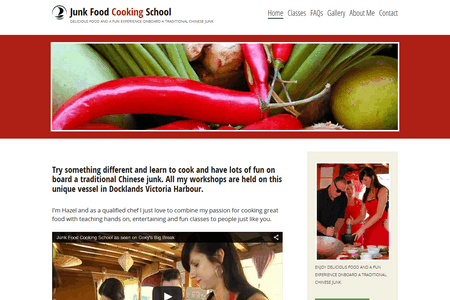 Junk Food Cooking School
DELICIOUS FOOD AND A FUN EXPERIENCE ONBOARD A TRADITIONAL CHINESE JUNK
Home Classes FAQs Gallery About Me Contact
Try something different and learn to cook and have lots of fun on
board a traditional Chinese junk. All my workshops are held on this
unique vessel in Docklands Victoria Harbour.
I'm Hazel and as a qualified chef I just love to combine my passion for cooking great
food with teaching hands on, entertaining and fun classes to people just like you.
Junk Food Cooking School as seen on Coxy's Big Break
ENJOY DELICIOUS FOOD AND A FUN
EXPERIENCE ONBOARD A TRADITIONAL
CHINESE JUNK